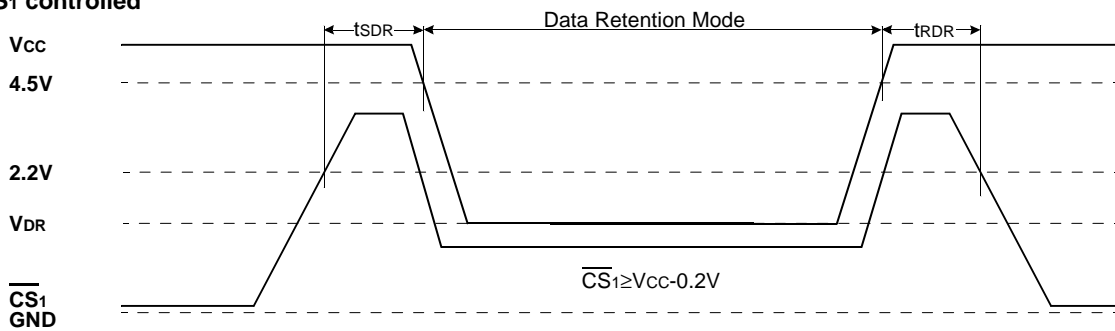 S1 controlled
tSDR
Data Retention Mode
tRDR
VCC
4.5V
2.2V
VDR
CS1≥VCC-0.2V
CS1
GND